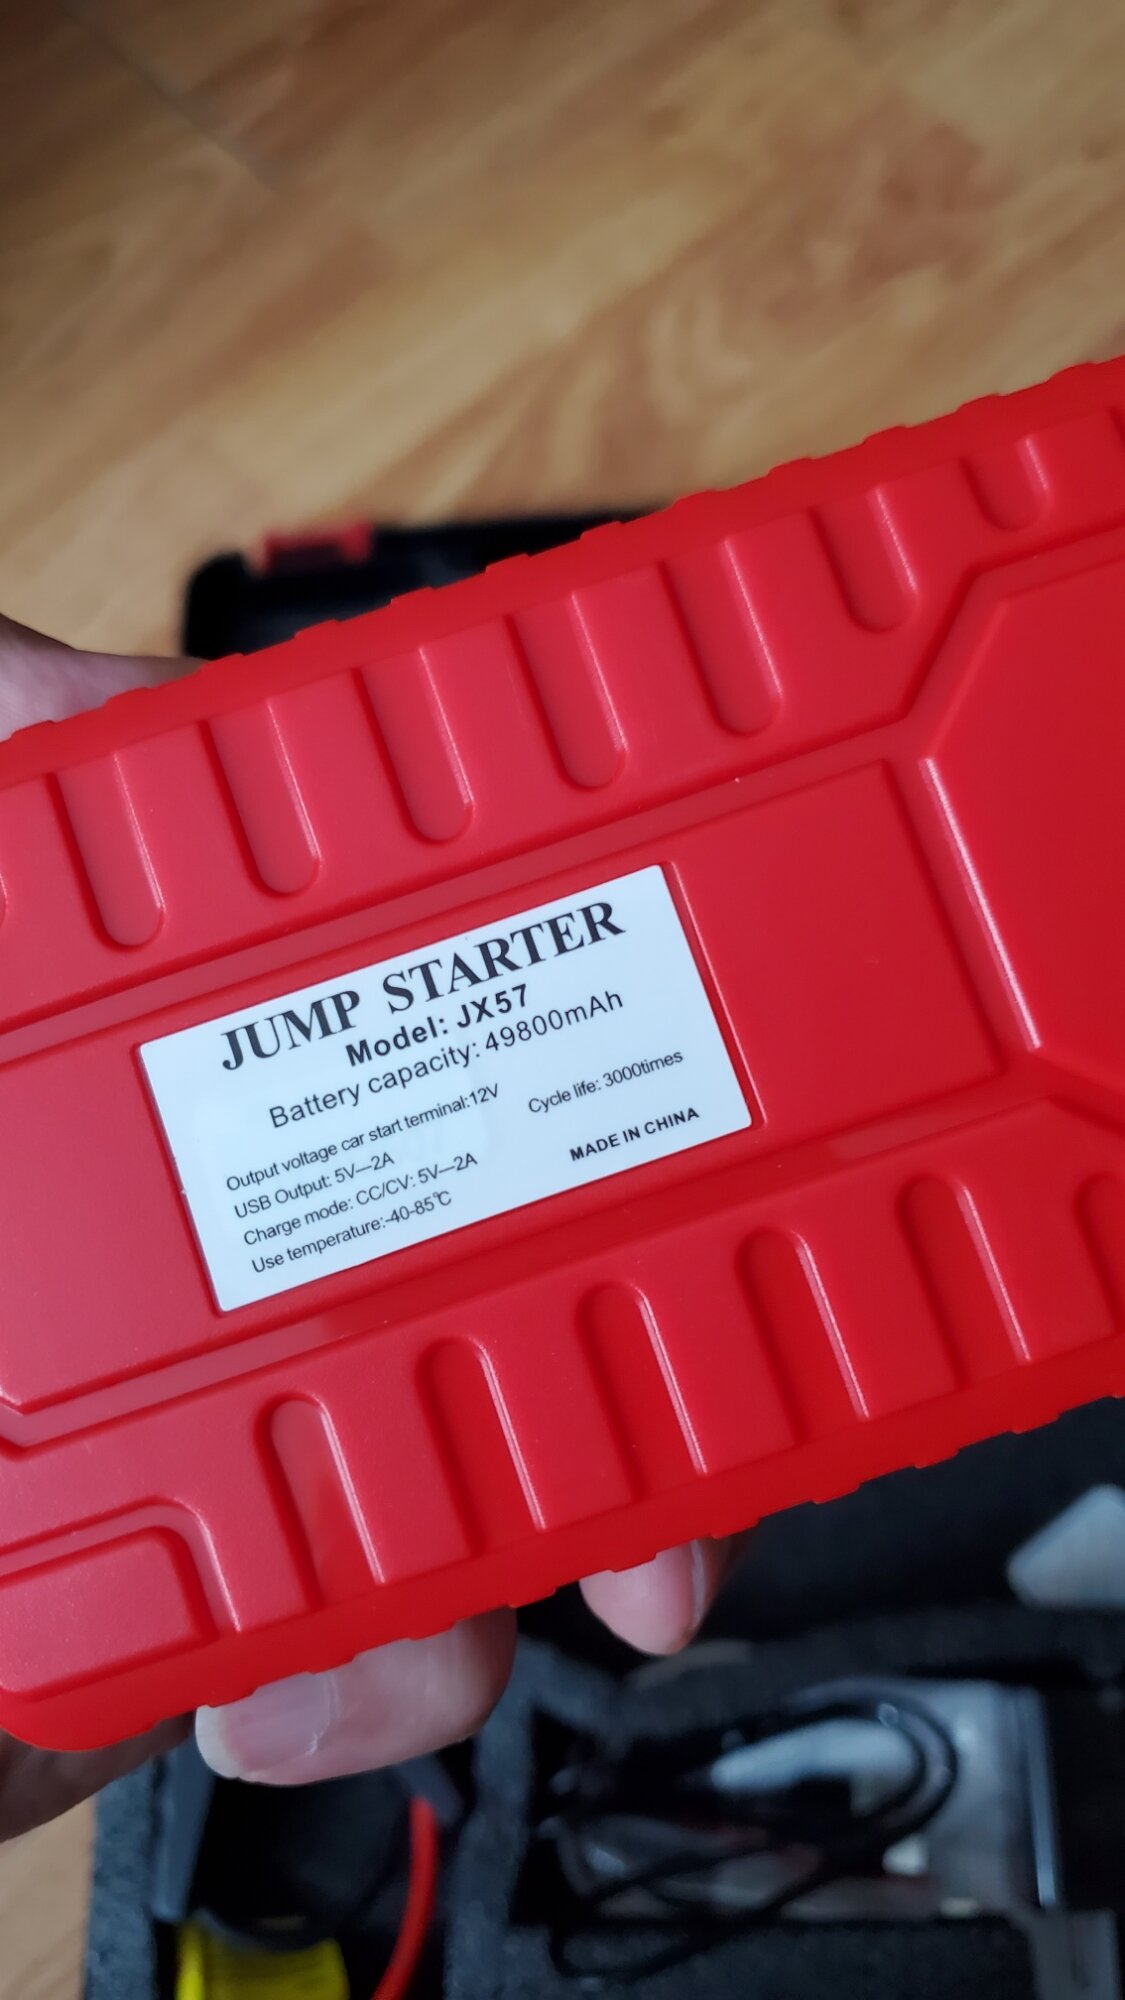 JUMP STARTER
Model: JX57
Battery capacity: 49800mAh
Output voltage car start terminal:12V
Cycle life: 3000times
USB Output: 5V—2A
Charge mode: CC/CV: 5V—2A
MADE IN CHINA
Use temperature:-40-85℃